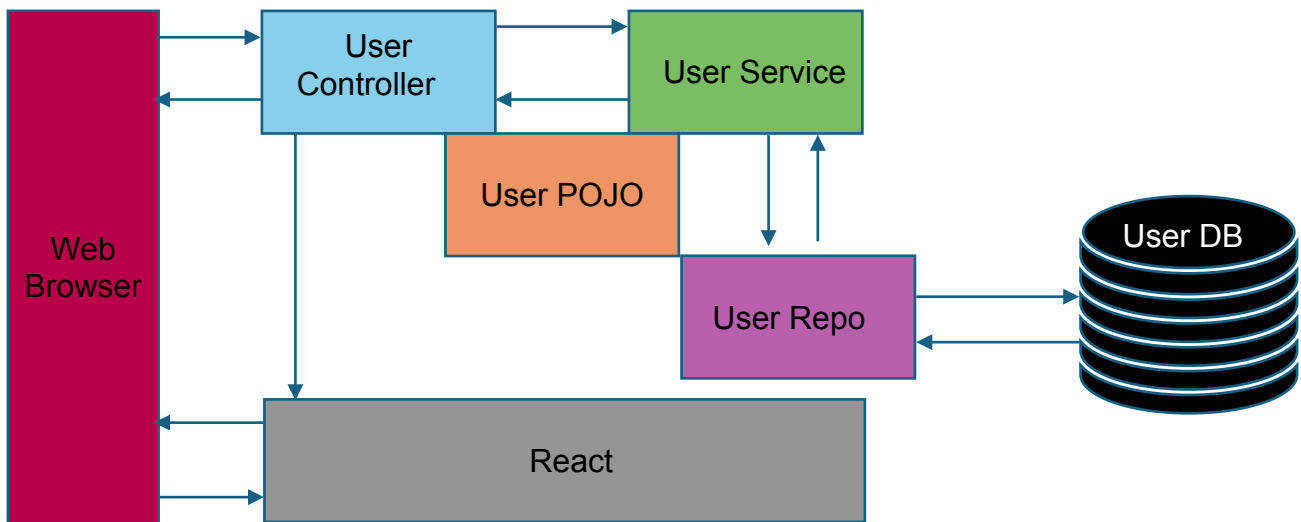 User
Controller
User Service
User POJO
Web
Browser
User DB
User Repo
React